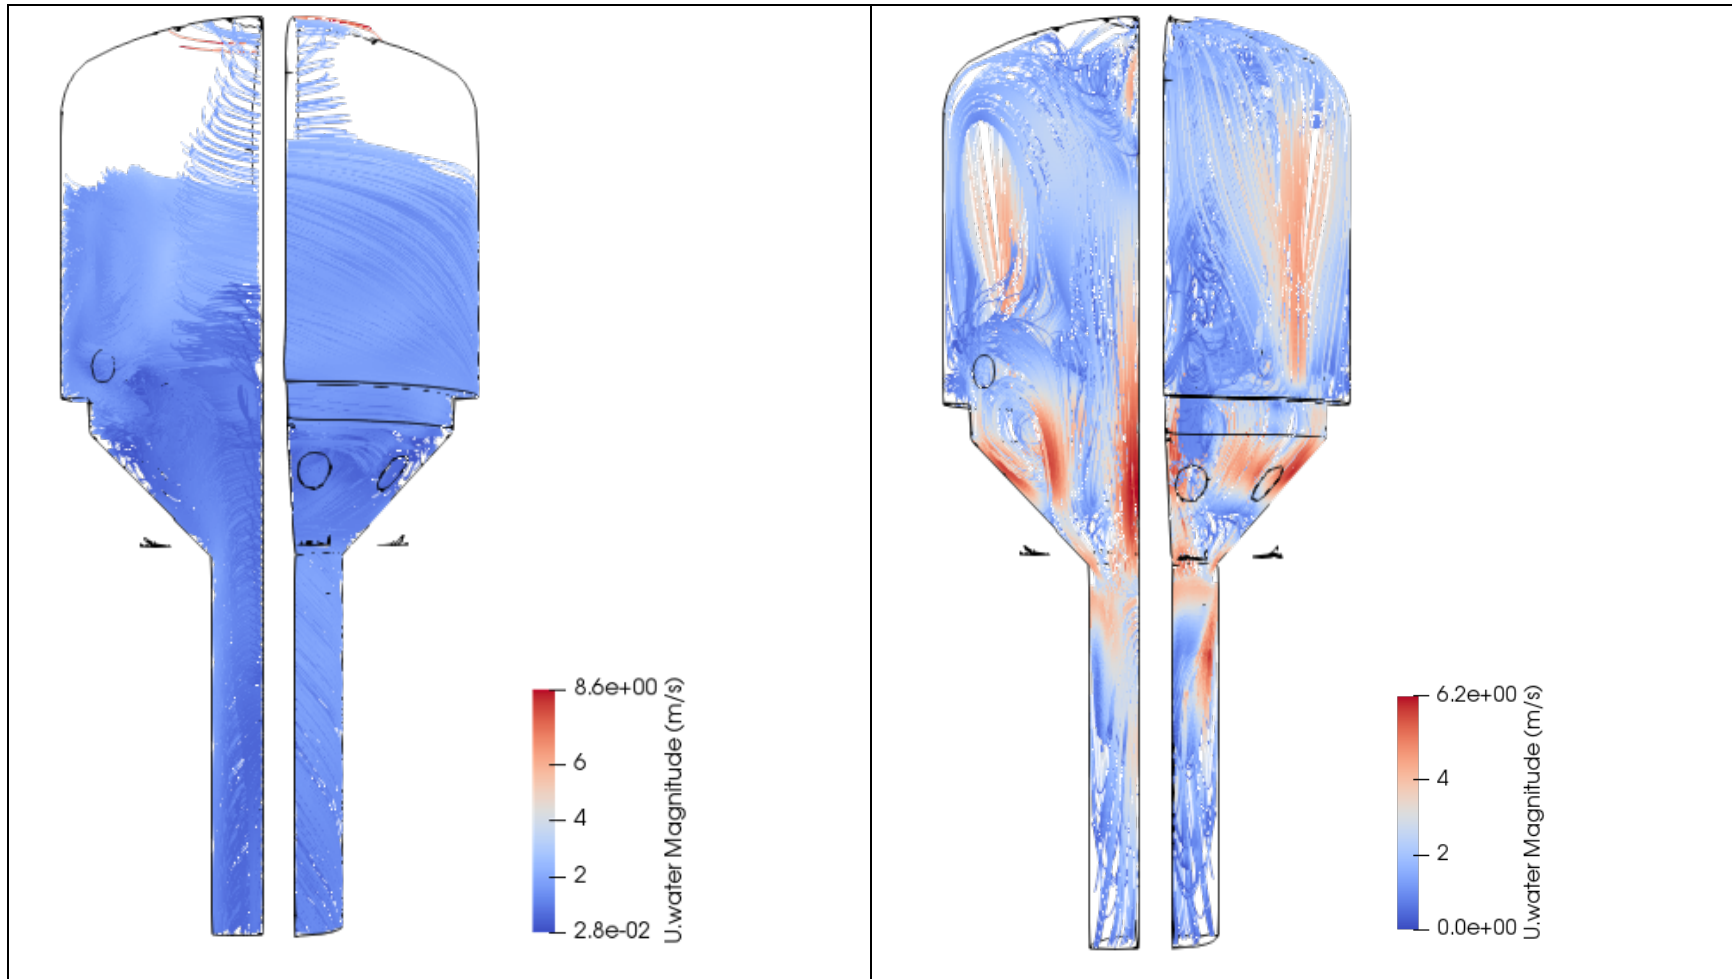 8.6e+00
6
4
2
2.8e-02
U.water Magnitude (m/s)
6.2e+00
4
2
0.0e+00
U.water Magnitude (m/s)